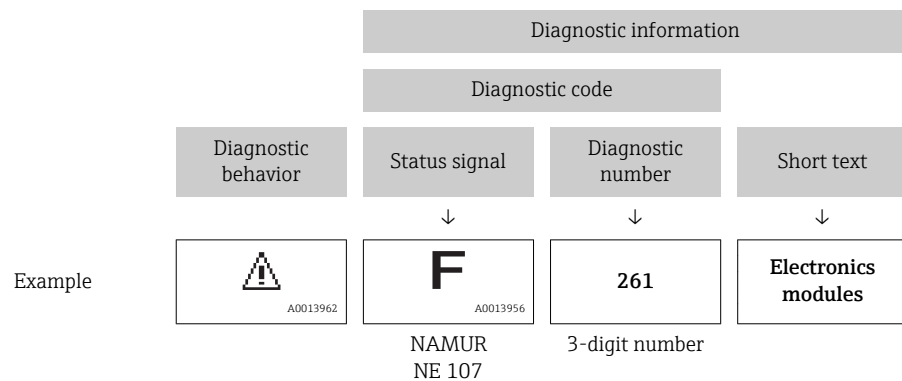 Diagnostic information
Diagnostic code
Diagnostic
behavior
Status signal
Diagnostic
number
Short text
↓ ↓ ↓
Example
A0013962
F
A0013956
261
Electronics
modules
NAMUR
NE 107
3-digit number